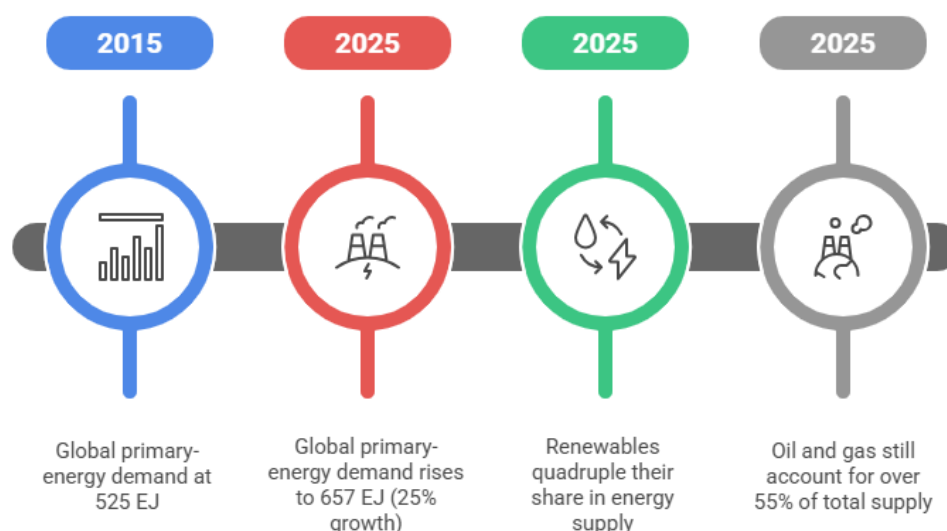 2015
2025
2025
2025
Global primary-
energy demand at
525 EJ
Global primary-
energy demand rises
to 657 EJ (25%
growth)
Renewables
quadruple their
share in energy
supply
Oil and gas still
account for over
55% of total supply